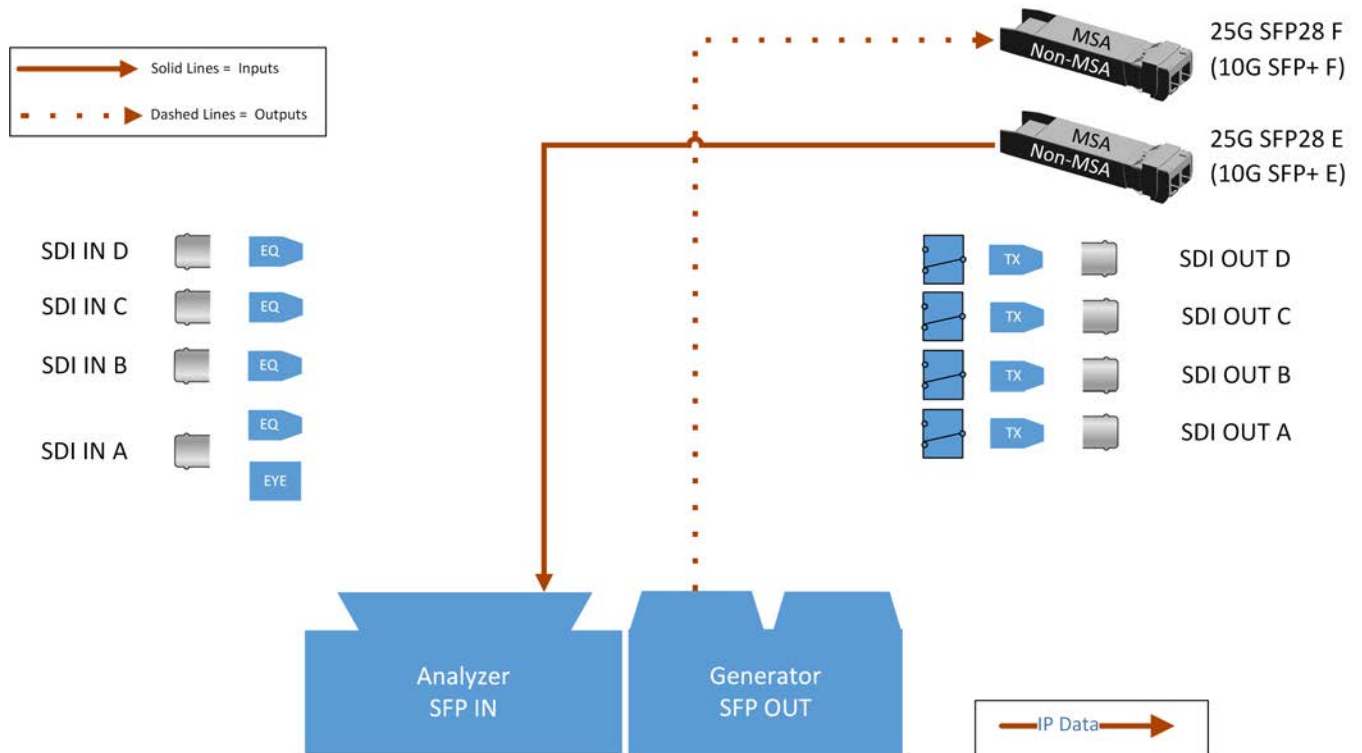 Solid Lines = Inputs
Dashed Lines = Outputs
MSA
Non-MSA
25G SFP28 F
(10G SFP+ F)
MSA
Non-MSA
25G SFP28 E
(10G SFP+ E)
SDI IN D
EQ
TX
SDI OUT D
SDI IN C
EQ
TX
SDI OUT C
SDI IN B
EQ
TX
SDI OUT B
EQ
SDI IN A
EYE
TX
SDI OUT A
Analyzer
SFP IN
Generator
SFP OUT
IP Data